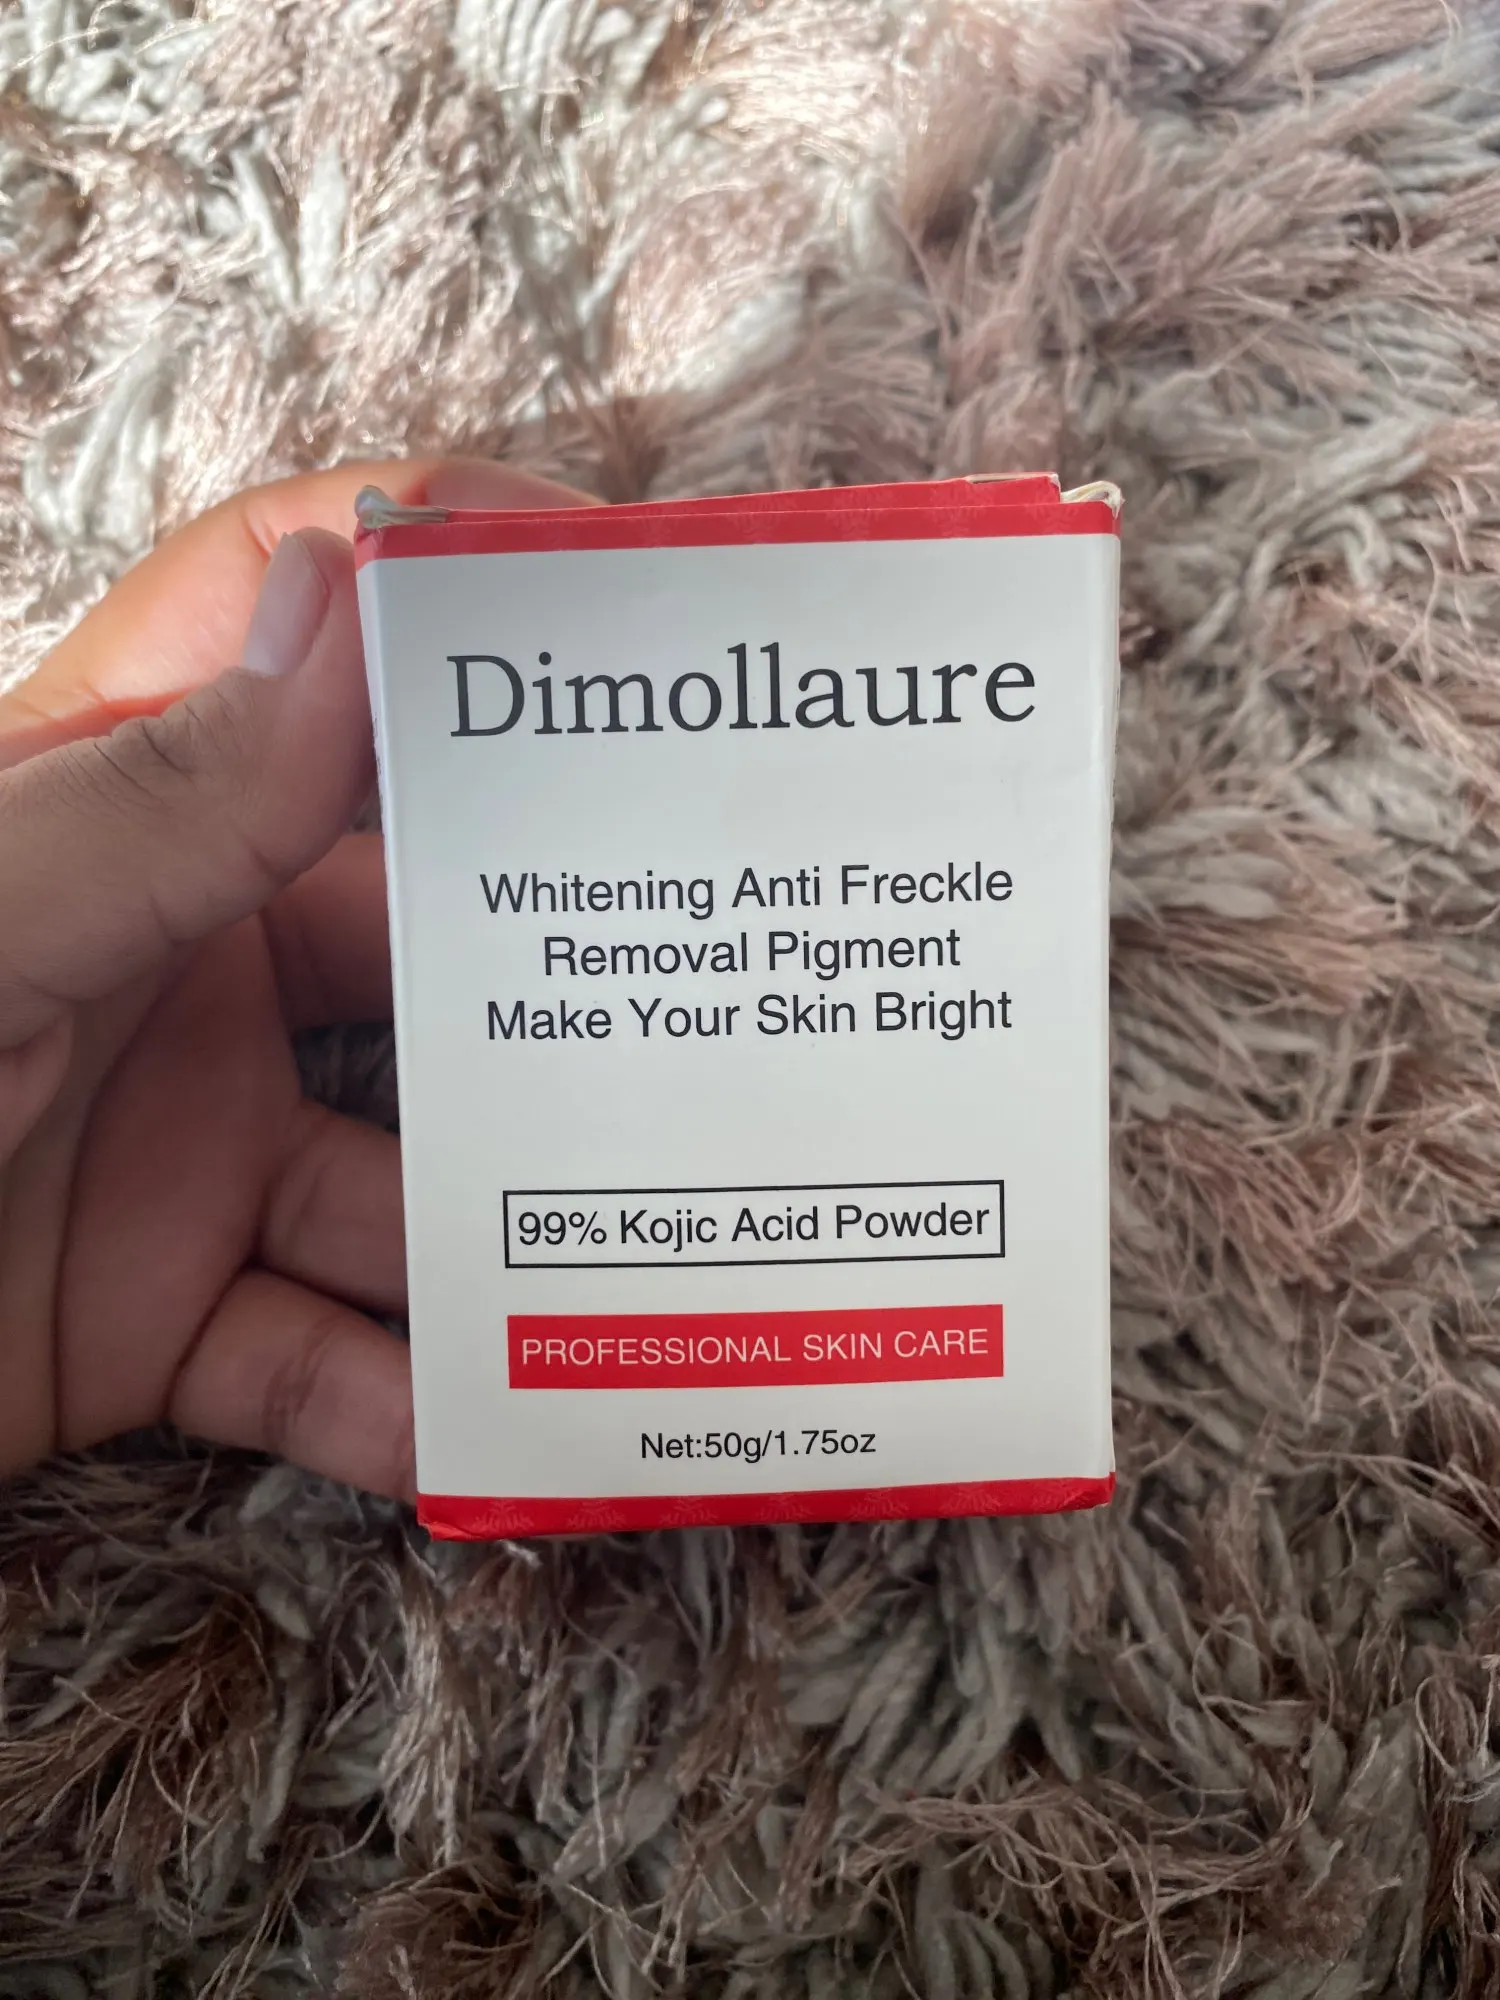 Dimollaure
Whitening Anti Freckle
Removal Pigment
Make Your Skin Bright
99% Kojic Acid Powder
PROFESSIONAL SKIN CARE
Net:50g/1.75oz